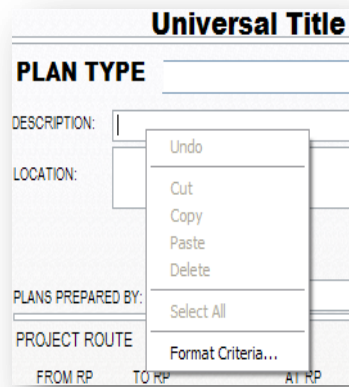 Universal Title
PLAN TYPE
DESCRIPTION:
Undo
LOCATION:
Cut
Copy
Paste
Delete
PLANS PREPARED BY:
Select All
PROJECT ROUTE
Format Criteria...
FROM RP TO RP AT RP